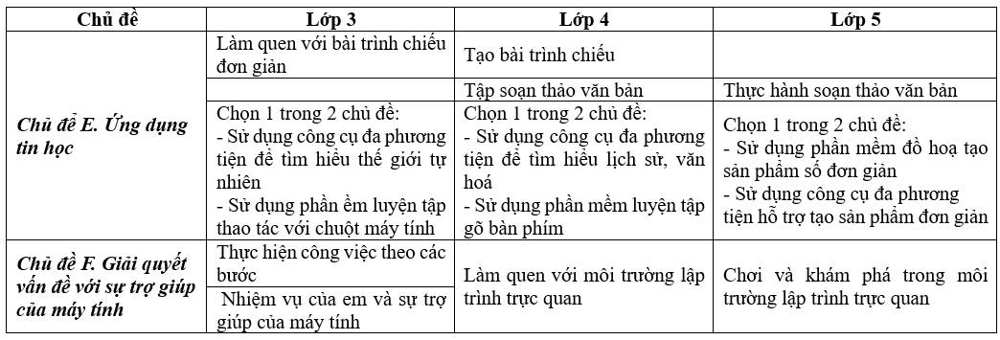 Chủ đề
Lớp 3
Lớp 4
Lớp 5
Chủ để E. Ứng dụng
tin học
Làm quen với bài trình chiếu
đơn giản
Tạo bài trình chiếu
Tập soạn thảo văn bản
Thực hành soạn thảo văn bản
Chọn 1 trong 2 chủ đề:
- Sử dụng công cụ đa phương
tiện để tìm hiểu thế giới tự
nhiên
- Sử dụng phần ềm luyện tập
thao tác với chuột máy tính
Chọn 1 trong 2 chủ đề:
- Sử dụng công cụ đa phương
tiện để tìm hiểu lịch sử, văn
hoá
- Sử dụng phần mềm luyện tập
gõ bàn phím
Chọn 1 trong 2 chủ đề:
- Sử dụng phần mềm đồ hoạ tạo
sản phẩm số đơn giản
- Sử dụng công cụ đa phương
tiện hỗ trợ tạo sản phẩm đơn giản
Chủ đề F. Giải quyết
vấn đề với sự trợ giúp
của máy tính
Thực hiện công việc theo các
bước
Nhiệm vụ của em và sự trợ
giúp của máy tính
Làm quen với môi trường lập
trình trực quan
Chơi và khám phá trong môi
trường lập trình trực quan